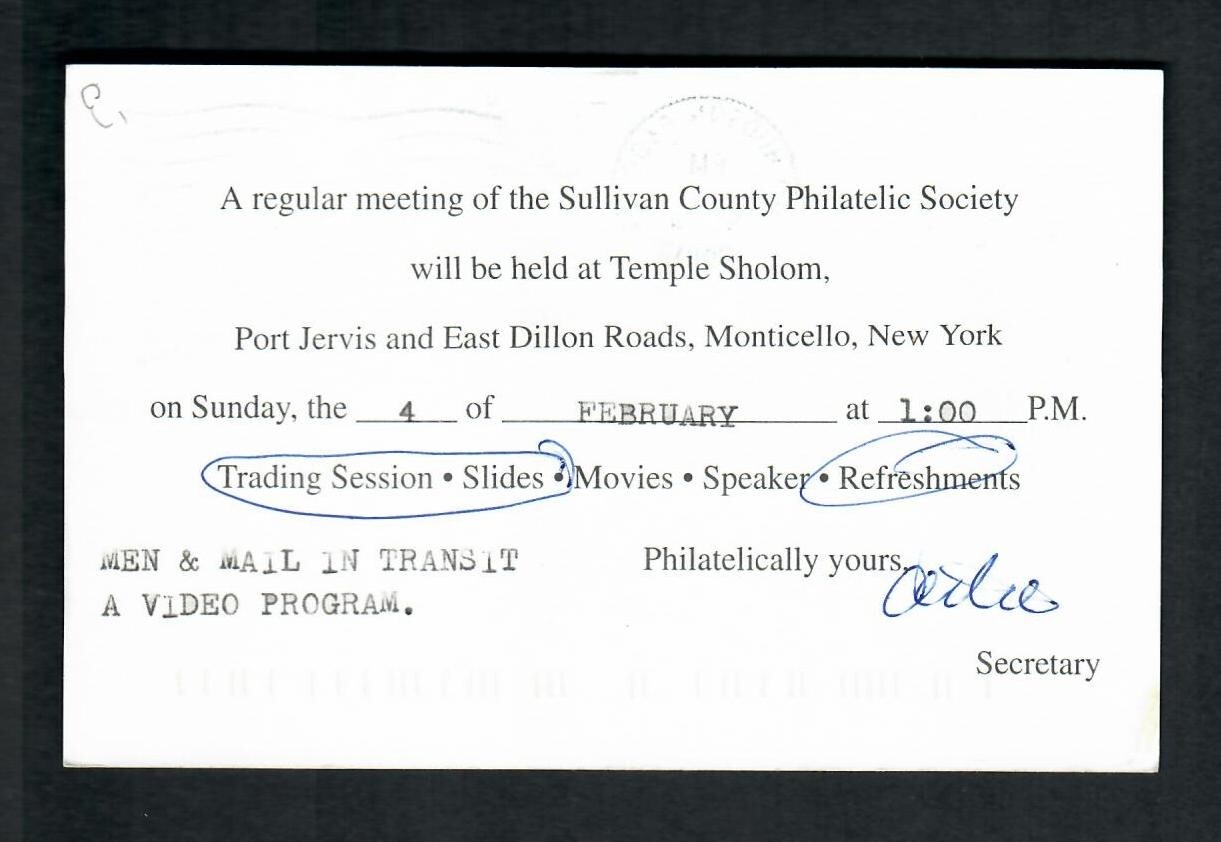 A regular meeting of the Sullivan County Philatelic Society
will be held at Temple Sholom,
Port Jervis and East Dillon Roads, Monticello, New York
on Sunday, the 4 of FEBRUARY at 1:00 P.M.
Trading Session • Slides • Movies • Speaker • Refreshments
MEN & MAIL IN TRANSIT
A VIDEO PROGRAM.
Philatelically yours,
Secretary